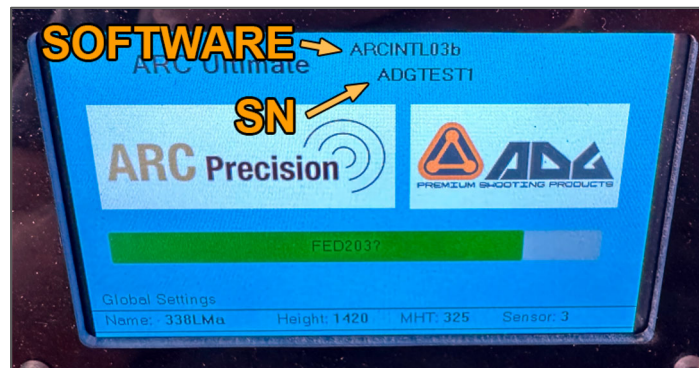 SOFTWARE
ARCINTL03b
ARC Ultimate
ADGTEST1
SN
ARC Precision
ADG
PREMIUM SHOOTING PRODUCTS
FED203?
Global Settings
Name: 338LMa Height: 1420 MHT: 325 Sensor: 3